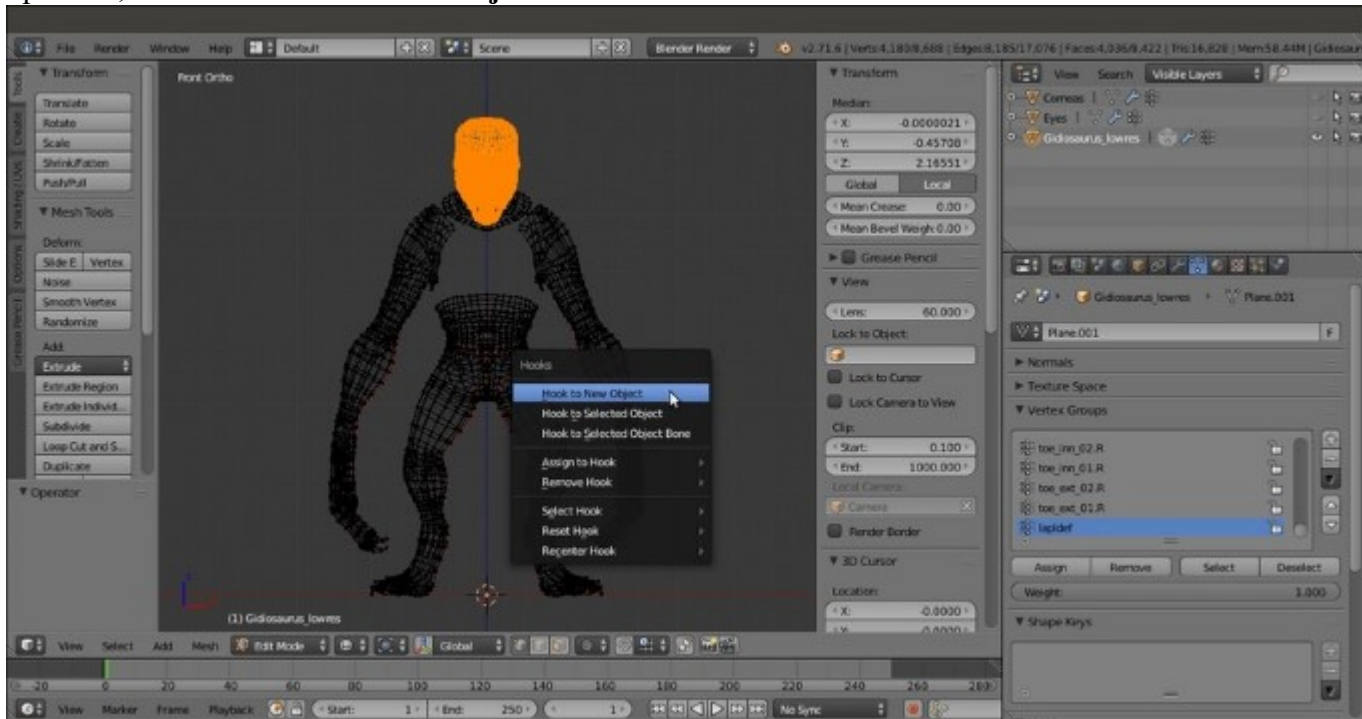 File Render Window Help Default Scene Blender Render v2.71.6 | Verts:4,180/8,688 | Edges:8,185/17,076 | Faces:4,036/8,422 | Tris:16,828 | Mem:58.44M | Gidiosaur
Tools
Create
Shading / UVs
Options
Grease Pencil
Transform
Translate
Rotate
Scale
Shrink/Fatten
Push/Pull
Mesh Tools
Deform:
Slide E Vertex
Noise
Smooth Vertex
Randomize
Add:
Extrude
Extrude Region
Extrude Individ...
Subdivide
Loop Cut and S...
Duplicate
Operator
Front Ortho
Hooks
Hook to New Object
Hook to Selected Object
Hook to Selected Object Bone
Assign to Hook
Remove Hook
Select Hook
Reset Hook
Recenter Hook
(1) Gidiosaurus_lowres
Transform
Median:
X: -0.0000021
Y: -0.45708
Z: 2.16551
Global Local
Mean Crease: 0.00
Mean Bevel Weigh: 0.00
Grease Pencil
View
Lens: 60.000
Lock to Object:
Lock to Cursor
Lock Camera to View
Clip:
Start: 0.100
End: 1000.000
Local Camera:
Camera
Render Border
3D Cursor
Location:
X: -0.0000
View Search Visible Layers
Corneas
Eyes
Gidiosaurus_lowres
Gidiosaurus_lowres Plane.001
Plane.001 F
Normals
Texture Space
Vertex Groups
toe_inn_02.R
toe_inn_01.R
toe_ext_02.R
toe_ext_01.R
lapldef
Assign Remove Select Deselect
Weight: 1.000
Shape Keys
View Select Add Mesh Edit Mode Global
-20 0 20 40 60 80 100 120 140 160 180 200 220 240 260 280
View Marker Frame Playback Start: 1 End: 250 1 No Sync